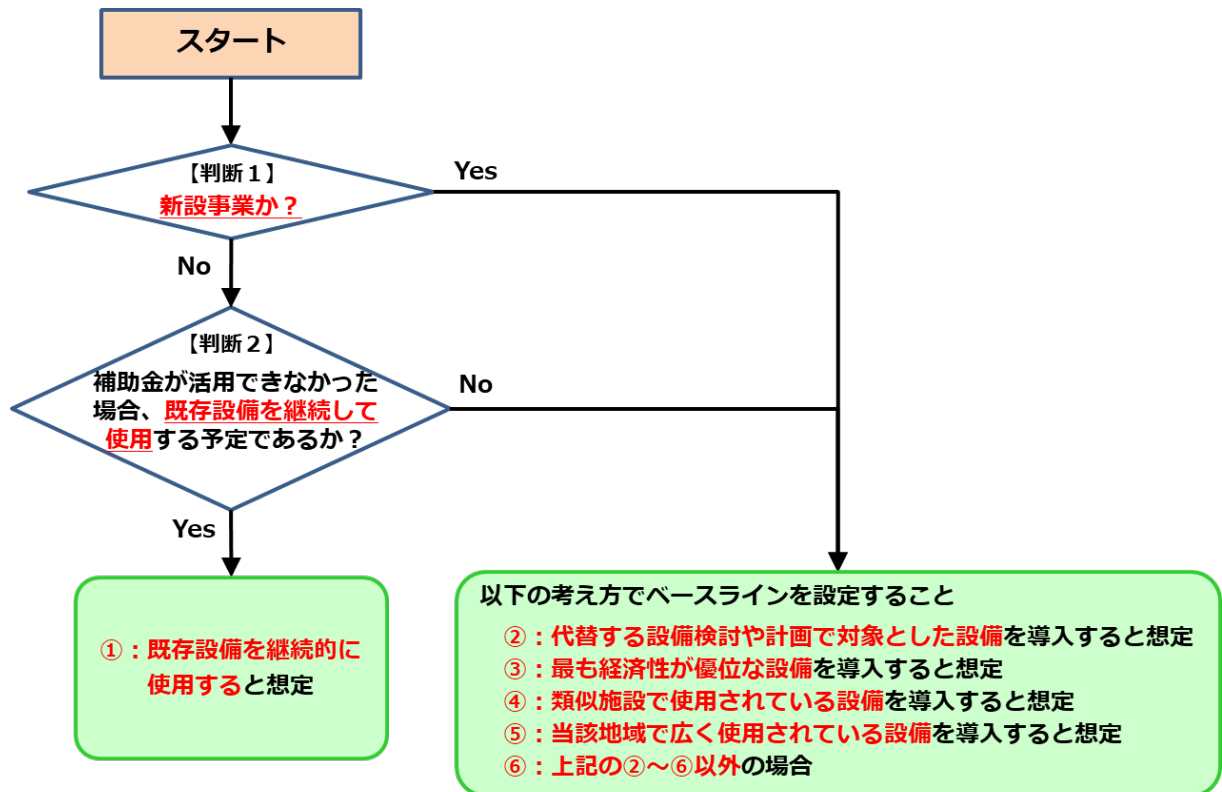 スタート
【判断１】
新設事業か？
Yes
No
【判断２】
補助金が活用できなかった
場合、既存設備を継続して
使用する予定であるか？
No
Yes
①：既存設備を継続的に
使用すると想定
以下の考え方でベースラインを設定すること
②：代替する設備検討や計画で対象とした設備を導入すると想定
③：最も経済性が優位な設備を導入すると想定
④：類似施設で使用されている設備を導入すると想定
⑤：当該地域で広く使用されている設備を導入すると想定
⑥：上記の②～⑥以外の場合